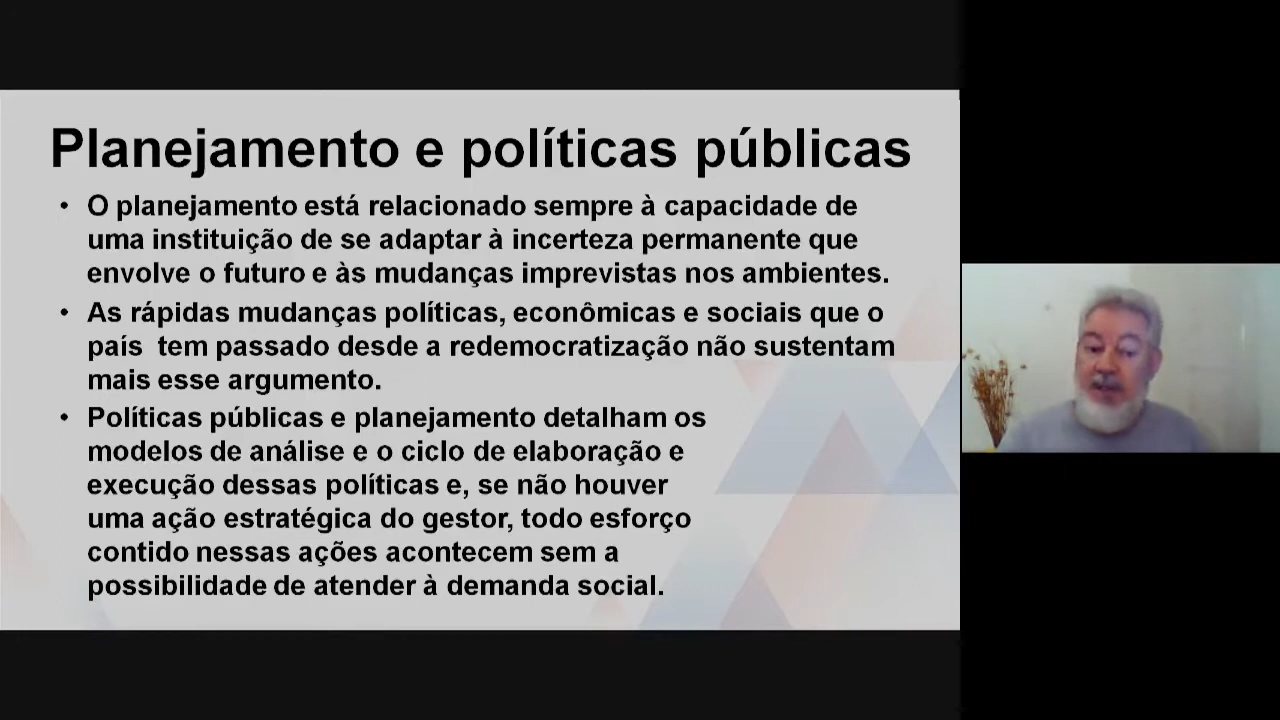 Planejamento e políticas públicas
• O planejamento está relacionado sempre à capacidade de
uma instituição de se adaptar à incerteza permanente que
envolve o futuro e às mudanças imprevistas nos ambientes.
• As rápidas mudanças políticas, econômicas e sociais que o
país  tem passado desde a redemocratização não sustentam
mais esse argumento.
• Políticas públicas e planejamento detalham os
modelos de análise e o ciclo de elaboração e
execução dessas políticas e, se não houver
uma ação estratégica do gestor, todo esforço
contido nessas ações acontecem sem a
possibilidade de atender à demanda social.